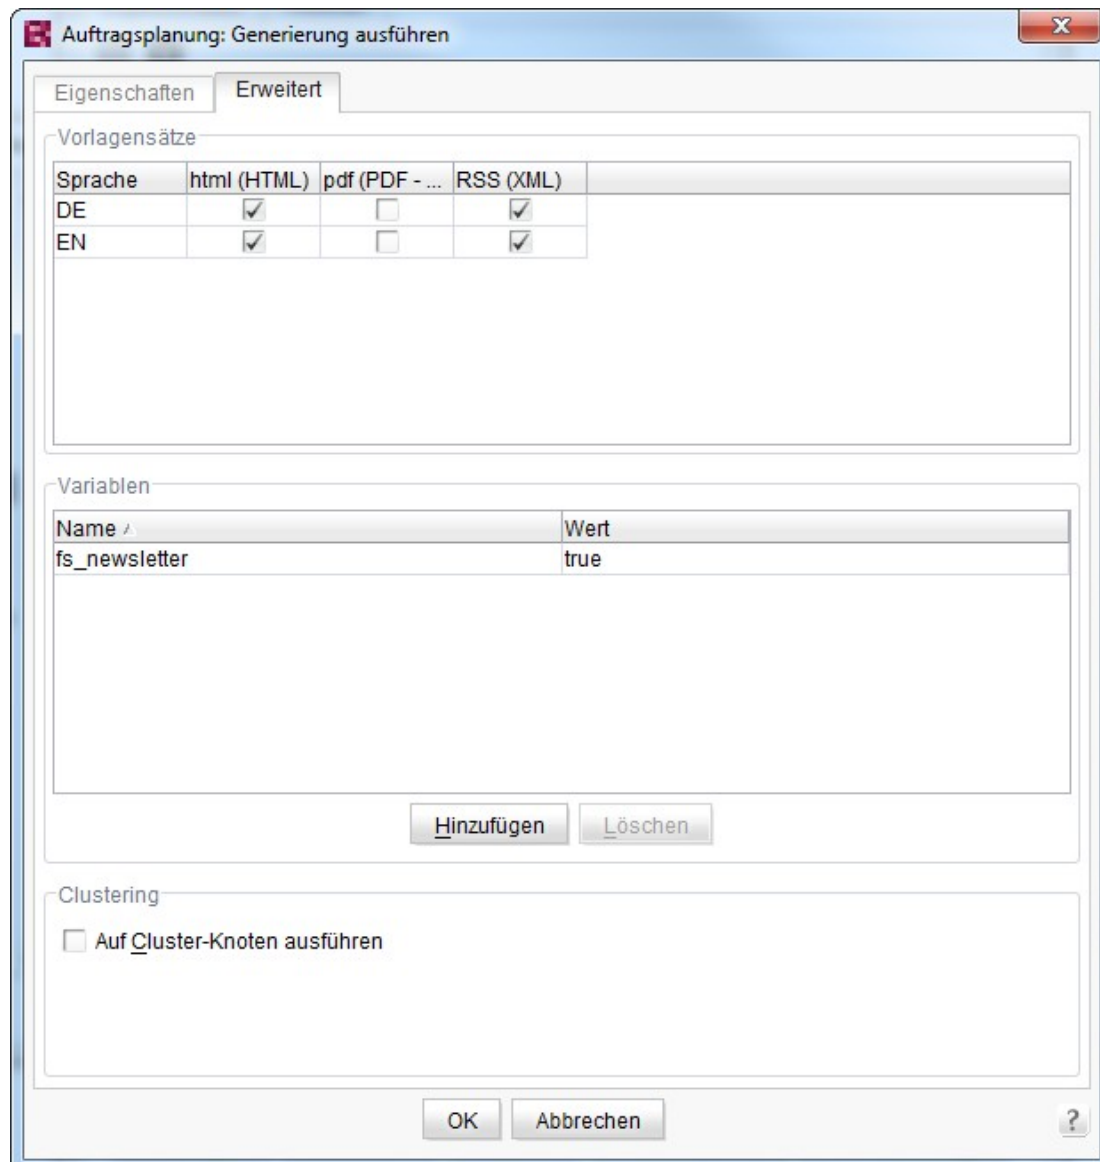 Auftragsplanung: Generierung ausführen
Eigenschaften Erweitert
Vorlagensätze
Sprache html (HTML) pdf (PDF - ... RSS (XML)
DE
EN
Variablen
Name Wert
fs_newsletter true
Hinzufügen Löschen
Clustering
Auf Cluster-Knoten ausführen
OK Abbrechen ?